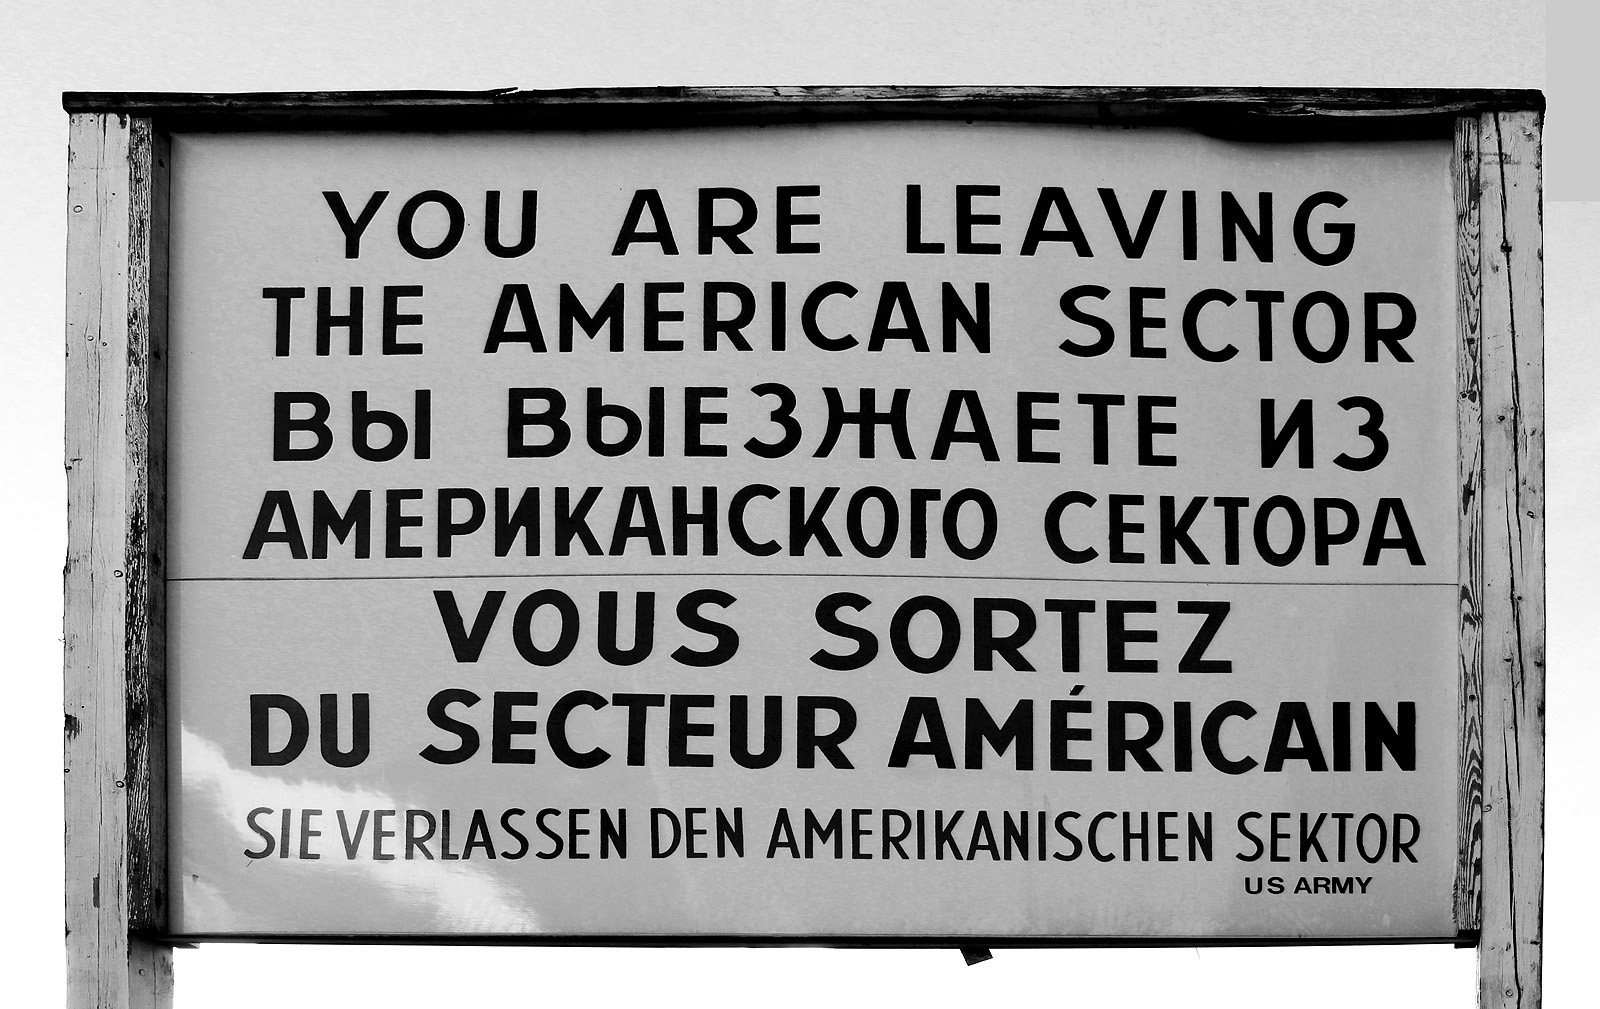 YOU ARE LEAVING
THE AMERICAN SECTOR
ВЫ ВЫЕЗЖАЕТЕ ИЗ
АМЕРИКАНСКОГО СЕКТОРА
VOUS SORTEZ
DU SECTEUR AMÉRICAIN
SIE VERLASSEN DEN AMERIKANISCHEN SEKTOR
US ARMY